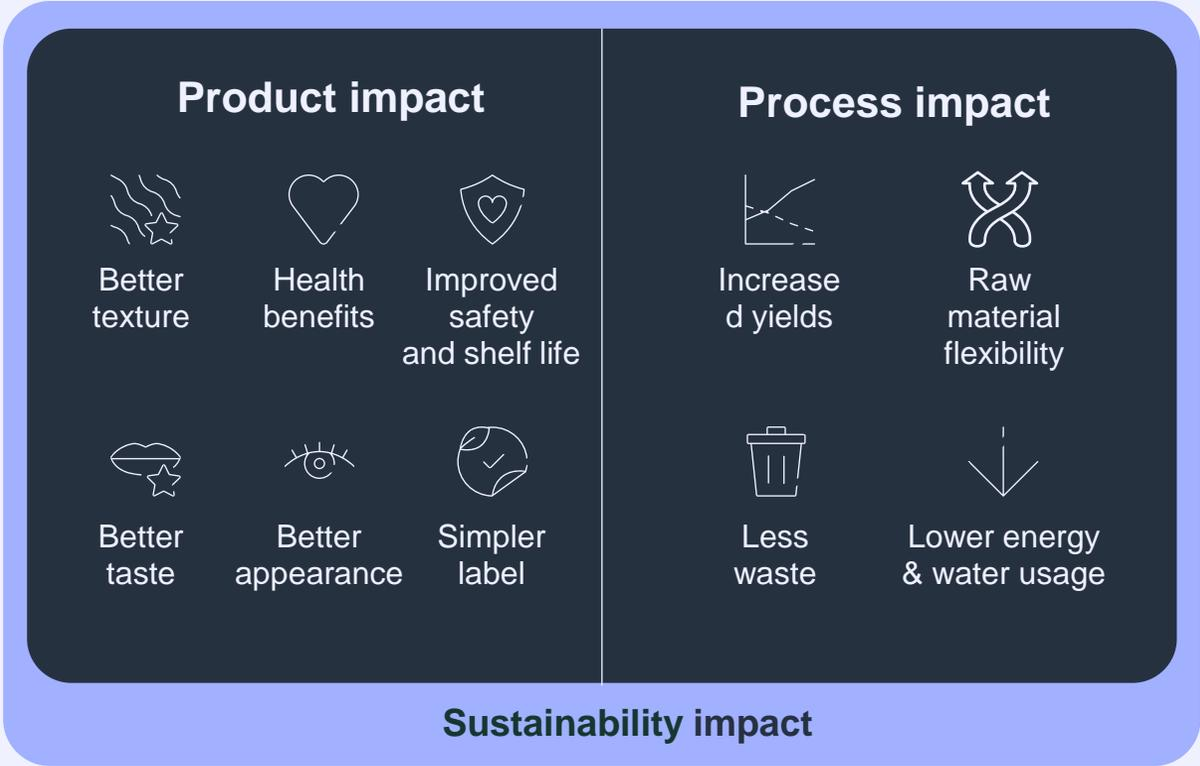 Product impact
Better
texture
Health
benefits
Improved
safety
and shelf life
Better
taste
Better
appearance
Simpler
label
Process impact
Increase
d yields
Raw
material
flexibility
Less
waste
Lower energy
& water usage
Sustainability impact